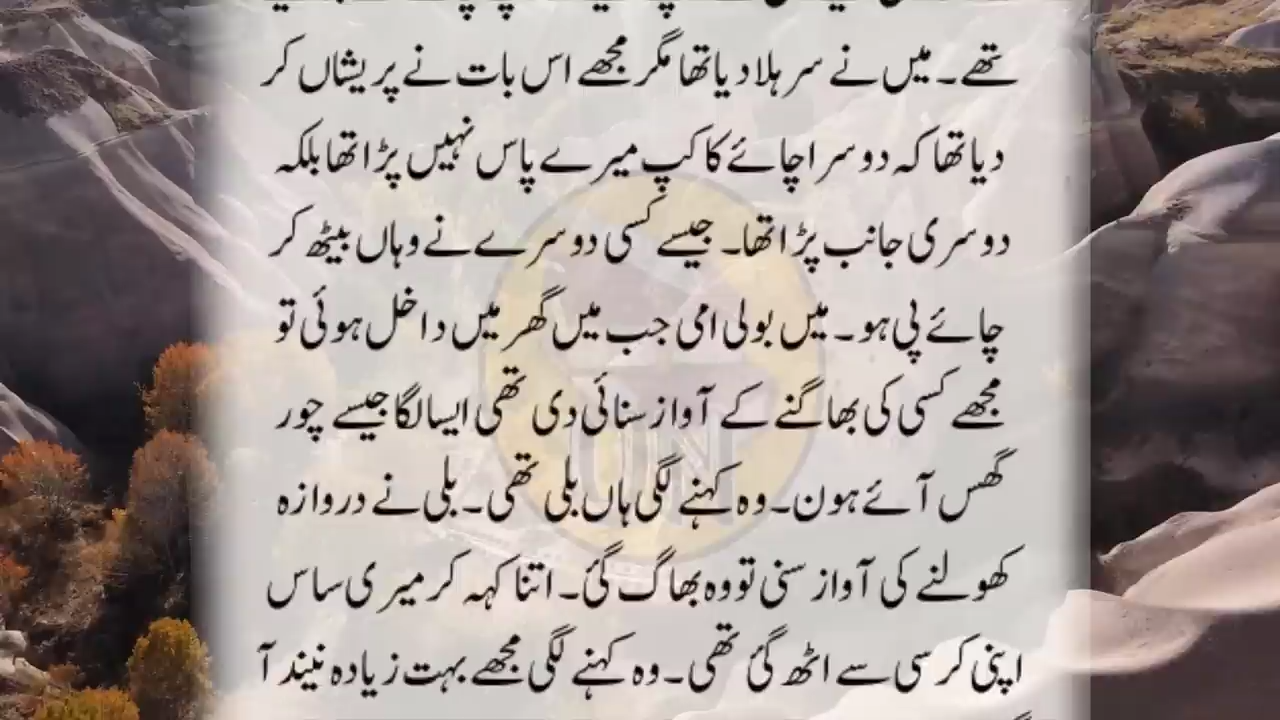 تھے۔ میں نے سر ہلا دیا تھا مگر مجھے اس بات نے پریشاں کر
دیا تھا کہ دوسرا چائے کا کپ میرے پاس نہیں پڑا تھا بلکہ
دوسری جانب پڑا تھا۔ جیسے کسی دوسرے نے وہاں بیٹھ کر
چائے پی ہو۔ میں بولی امی جب میں گھر میں داخل ہوئی تو
مجھے کسی کی بھاگنے کے آواز سنائی دی تھی ایسا لگا جیسے چور
گھس آئے ہون۔ وہ کہنے لگی ہاں بلی تھی۔ بلی نے دروازہ
کھولنے کی آواز سنی تو وہ بھاگ گئ۔ اتنا کہہ کر میری ساس
اپنی کرسی سے اٹھ گئ تھی۔ وہ کہنے لگی مجھے بہت زیادہ نیند آ